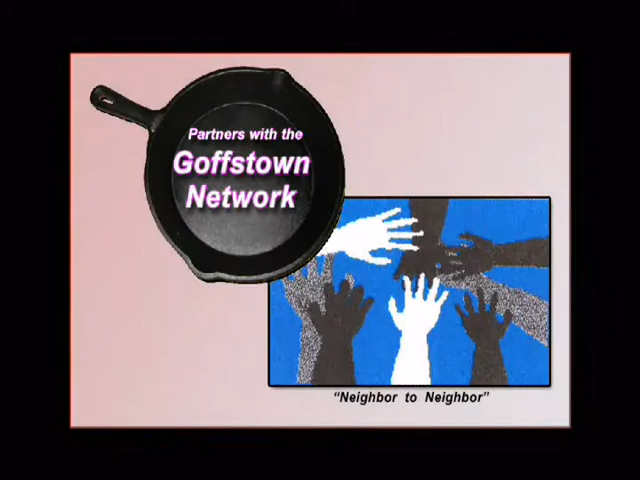 Partners with the
Goffstown
Network
“Neighbor to Neighbor”